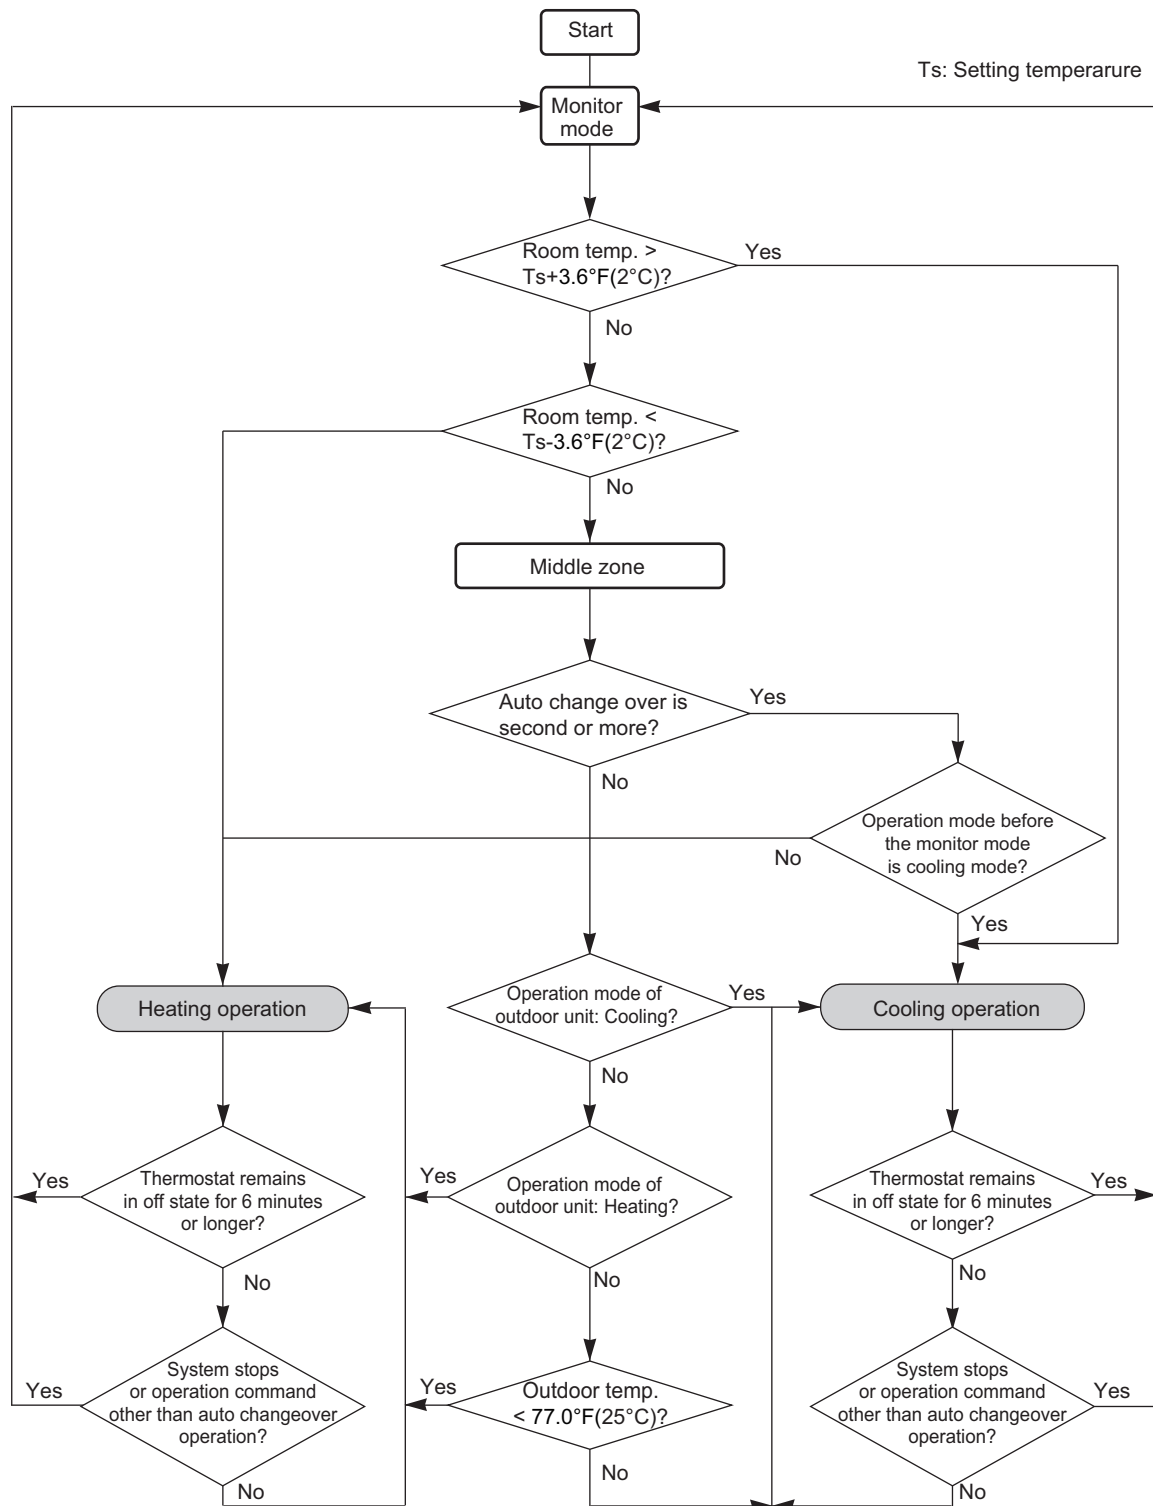 Start
Ts: Setting temperarure
Monitor
mode
Room temp. >
Ts+3.6°F(2°C)?
Yes
No
Room temp. <
Ts-3.6°F(2°C)?
No
Middle zone
Auto change over is
second or more?
Yes
No
Operation mode before
the monitor mode
is cooling mode?
No
Yes
Heating operation
Operation mode of
outdoor unit: Cooling?
Yes
Cooling operation
No
Thermostat remains
in off state for 6 minutes
or longer?
Yes
No
Operation mode of
outdoor unit: Heating?
Yes
No
Thermostat remains
in off state for 6 minutes
or longer?
Yes
No
System stops
or operation command
other than auto changeover
operation?
Yes
No
Outdoor temp.
< 77.0°F(25°C)?
Yes
No
System stops
or operation command
other than auto changeover
operation?
Yes
No